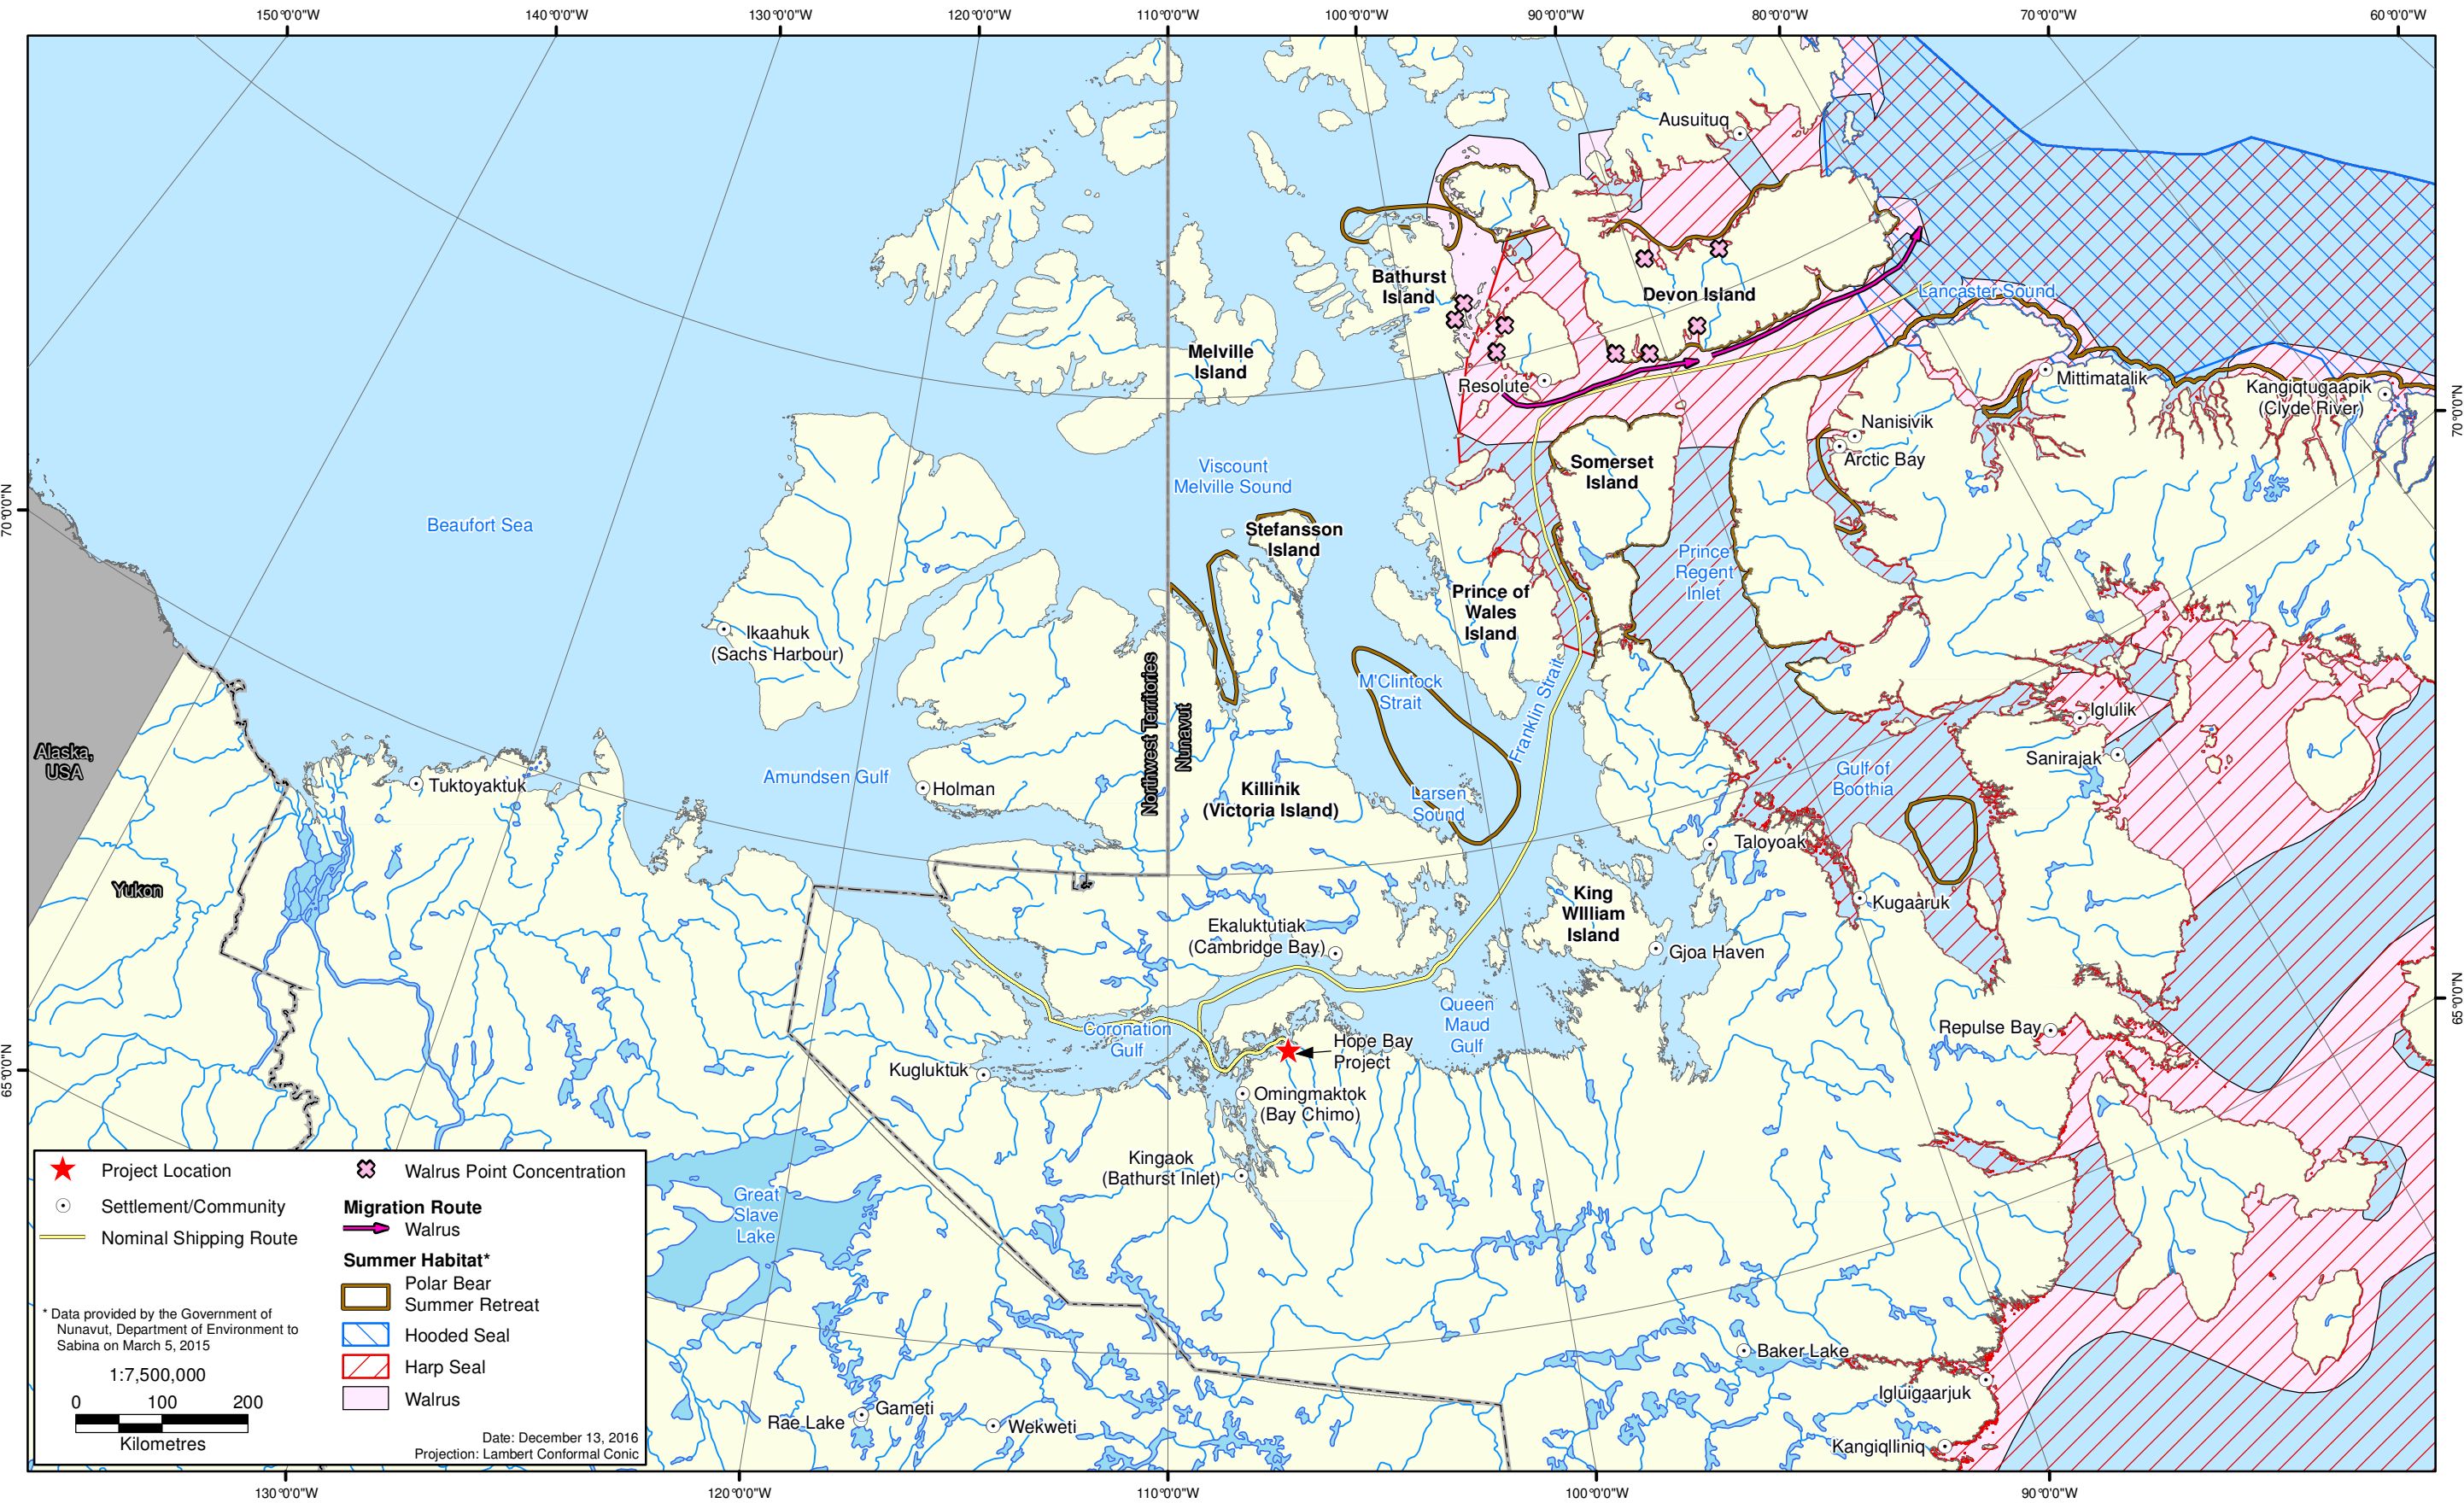 150°0'0"W
140°0'0"W
130°0'0"W
120°0'0"W
110°0'0"W
100°0'0"W
90°0'0"W
80°0'0"W
70°0'0"W
60°0'0"W
Ausuituq
Bathurst
Island
Devon Island
Lancaster Sound
Melville
Island
Resolute
Mittimatalik
Kangiqtugaapik
(Clyde River)
70°0'0"N
Nanisivik
Arctic Bay
Somerset
Island
Viscount
Melville Sound
70°0'0"N
Beaufort Sea
Stefansson
Island
Prince
Regent
Inlet
Prince of
Wales
Island
Ikaahuk
(Sachs Harbour)
M'Clintock
Strait
Franklin Strait
Northwest Territories
Nunavut
Iglulik
Sanirajak
Alaska,
USA
Tuktoyaktuk
Amundsen Gulf
Holman
Killinik
(Victoria Island)
Larsen
Sound
Gulf of
Boothia
Taloyoak
Yukon
King
WIlliam
Island
Kugaaruk
Ekaluktutiak
(Cambridge Bay)
Gjoa Haven
65°0'0"N
Queen
Maud
Gulf
Coronation
Gulf
Repulse Bay
Hope Bay
Project
65°0'0"N
Kugluktuk
Omingmaktok
(Bay Chimo)
Kingaok
(Bathurst Inlet)
Great
Slave
Lake
Baker Lake
Igluigaarjuk
Kangiqlliniq
Rae Lake
Gameti
Wekweti
Project Location
Settlement/Community
Nominal Shipping Route
* Data provided by the Government of
Nunavut, Department of Environment to
Sabina on March 5, 2015
1:7,500,000
0 100 200
Kilometres
Walrus Point Concentration
Migration Route
Walrus
Summer Habitat*
Polar Bear
Summer Retreat
Hooded Seal
Harp Seal
Walrus
Date: December 13, 2016
Projection: Lambert Conformal Conic
130°0'0"W
120°0'0"W
110°0'0"W
100°0'0"W
90°0'0"W